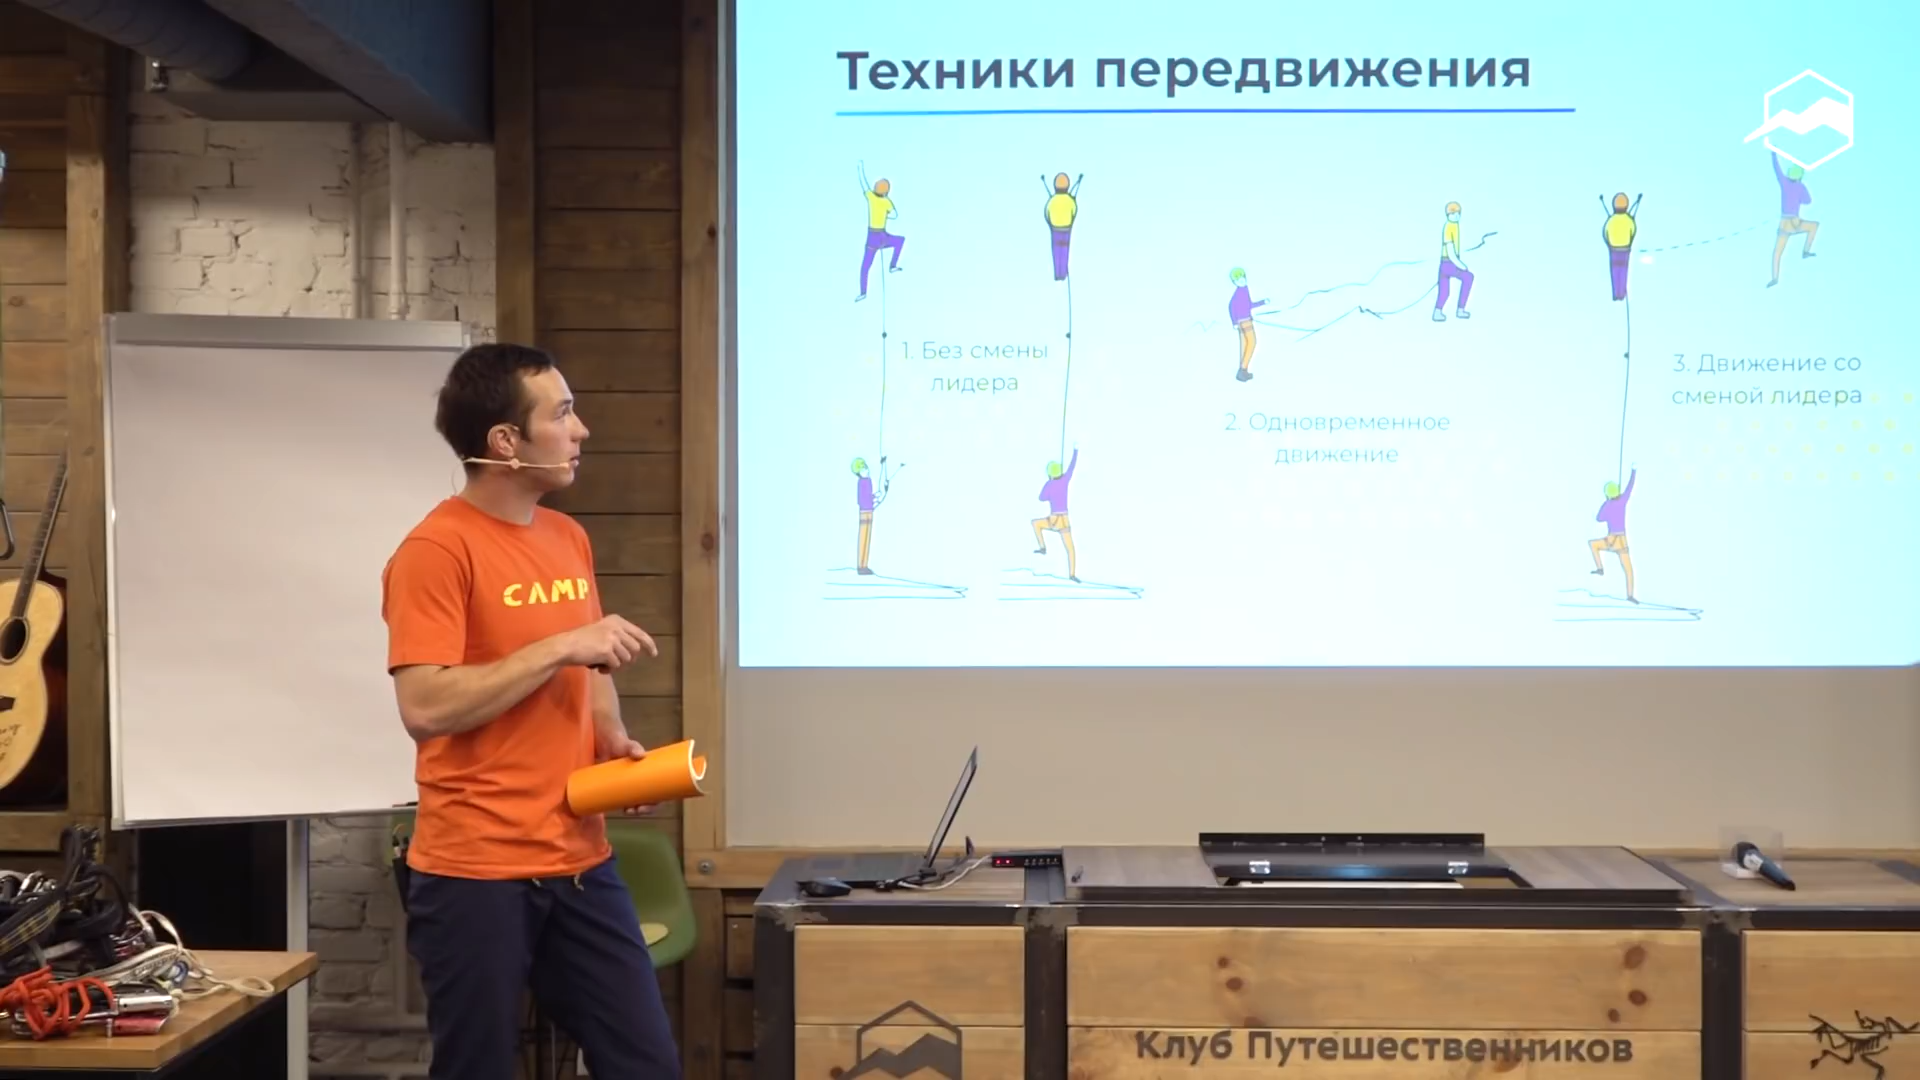 Техники передвижения
1. Без смены
лидера
2. Одновременное
движение
3. Движение со
сменой лидера
CAMP
Клуб Путешественников